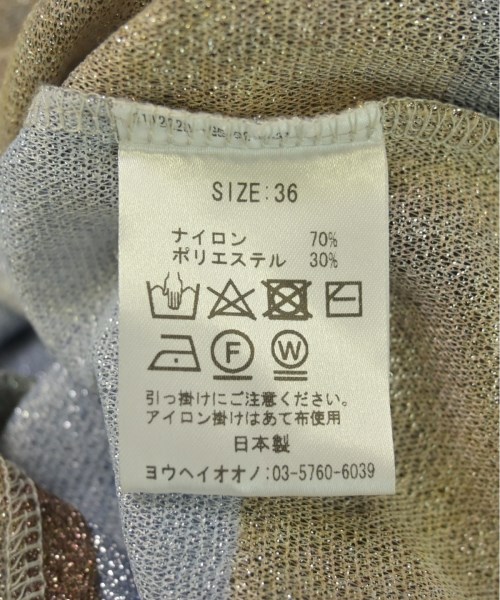 SIZE:36
ナイロン 70%
ポリエステル 30%
F W
引っ掛けにご注意ください。
アイロン掛けはあて布使用
日本製
ヨウヘイオオノ:03-5760-6039